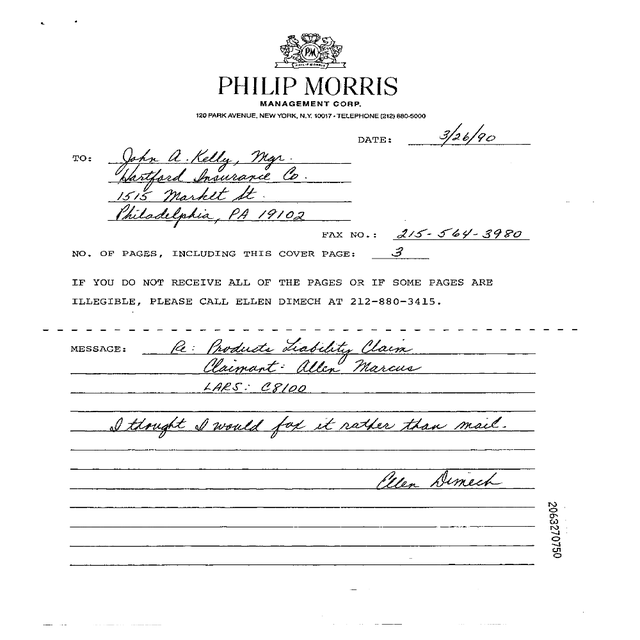 PM
PHILIP MORRIS
MANAGEMENT CORP.
120 PARK AVENUE, NEW YORK, N.Y. 10017 • TELEPHONE (212) 880-5000
DATE: 3/26/90
TO: John A. Kelly, Mgr.
Hartford Insurance Co.
1515 Market St.
Philadelphia, PA 19102
FAX NO.: 215-564-3980
NO. OF PAGES, INCLUDING THIS COVER PAGE: 3
IF YOU DO NOT RECEIVE ALL OF THE PAGES OR IF SOME PAGES ARE
ILLEGIBLE, PLEASE CALL ELLEN DIMECH AT 212-880-3415.
MESSAGE: Re: Products Liability Claim
Claimant: Allen Marcus
LARS: C8100
I thought I would fax it rather than mail.
Ellen Dimech
2063270750